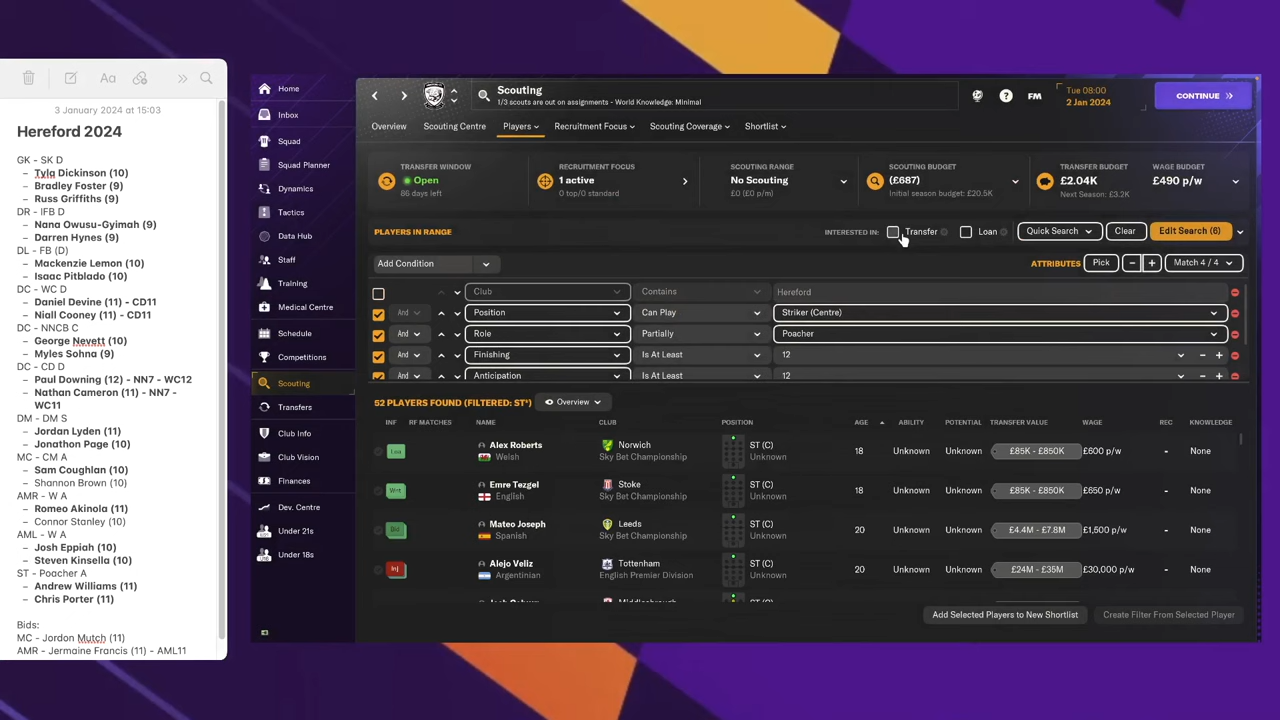 Aa
3 January 2024 at 15:03
Hereford 2024
GK - SK D
– Tyla Dickinson (10)
– Bradley Foster (9)
– Russ Griffiths (9)
DR - IFB D
– Nana Owusu-Gyimah (9)
– Darren Hynes (9)
DL - FB (D)
– Mackenzie Lemon (10)
– Isaac Pitblado (10)
DC - WC D
– Daniel Devine (11) - CD11
– Niall Cooney (11) - CD11
DC - NNCB C
– George Nevett (10)
– Myles Sohna (9)
DC - CD D
– Paul Downing (12) - NN7 - WC12
– Nathan Cameron (11) - NN7 -
WC11
DM - DM S
– Jordan Lyden (11)
– Jonathon Page (10)
MC - CM A
– Sam Coughlan (10)
– Shannon Brown (10)
AMR - W A
– Romeo Akinola (11)
– Connor Stanley (10)
AML - W A
– Josh Eppiah (10)
– Steven Kinsella (10)
ST - Poacher A
– Andrew Williams (11)
– Chris Porter (11)
Bids:
MC - Jordon Mutch (11)
AMR - Jermaine Francis (11) - AML11
Home
Inbox
Squad
Squad Planner
Dynamics
Tactics
Data Hub
Staff
Training
Medical Centre
Schedule
Competitions
Scouting
Transfers
Club Info
Club Vision
Finances
Dev. Centre
Under 21s
Under 18s
Scouting
1/3 scouts are out on assignments - World Knowledge: Minimal
FM
Tue 08:00
2 Jan 2024
CONTINUE
Overview Scouting Centre Players Recruitment Focus Scouting Coverage Shortlist
TRANSFER WINDOW
Open
86 days left
RECRUITMENT FOCUS
1 active
0 top/0 standard
SCOUTING RANGE
No Scouting
£0 (£0 p/m)
SCOUTING BUDGET
(£687)
Initial season budget: £20.5K
TRANSFER BUDGET
£2.04K
Next Season: £3.2K
WAGE BUDGET
£490 p/w
PLAYERS IN RANGE
INTERESTED IN: Transfer Loan Quick Search Clear Edit Search (6)
Add Condition
ATTRIBUTES Pick − + Match 4 / 4
Club Contains Hereford
And Position Can Play Striker (Centre)
And Role Partially Poacher
And Finishing Is At Least 12
And Anticipation Is At Least 12
52 PLAYERS FOUND (FILTERED: ST*) Overview
INF RF MATCHES NAME CLUB POSITION AGE ABILITY POTENTIAL TRANSFER VALUE WAGE REC KNOWLEDGE
Loa Alex Roberts Norwich ST (C) 18 Unknown Unknown £85K - £850K £600 p/w - None
Welsh Sky Bet Championship Unknown
Wnt Emre Tezgel Stoke ST (C) 18 Unknown Unknown £85K - £850K £650 p/w - None
English Sky Bet Championship Unknown
Bid Mateo Joseph Leeds ST (C) 20 Unknown Unknown £4.4M - £7.8M £1,500 p/w - None
Spanish Sky Bet Championship Unknown
Inj Alejo Veliz Tottenham ST (C) 20 Unknown Unknown £24M - £35M £30,000 p/w - None
Argentinian English Premier Division Unknown
Middlesbrough ST (C)
Add Selected Players to New Shortlist
Create Filter From Selected Player